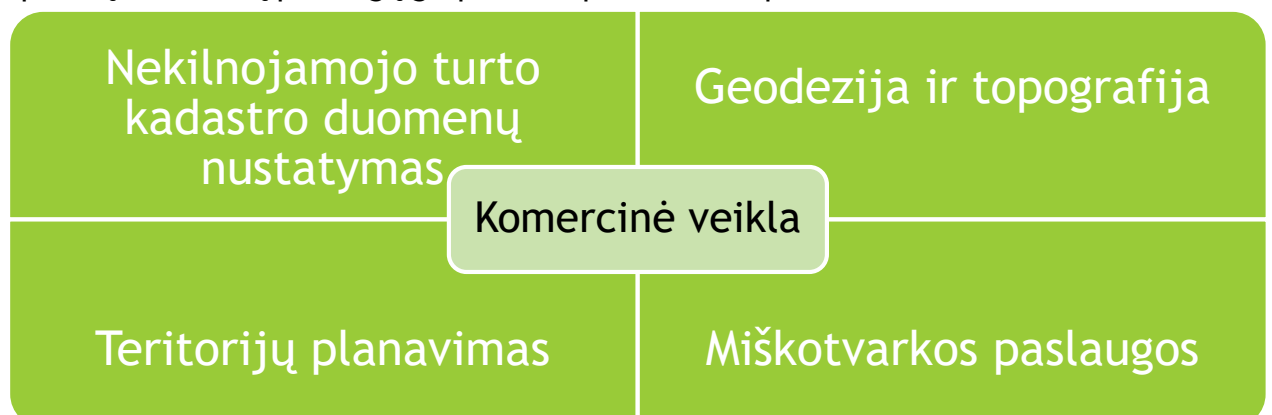 Nekilnojamojo turto
kadastro duomenų
nustatymas
Geodezija ir topografija
Komercinė veikla
Teritorijų planavimas
Miškotvarkos paslaugos